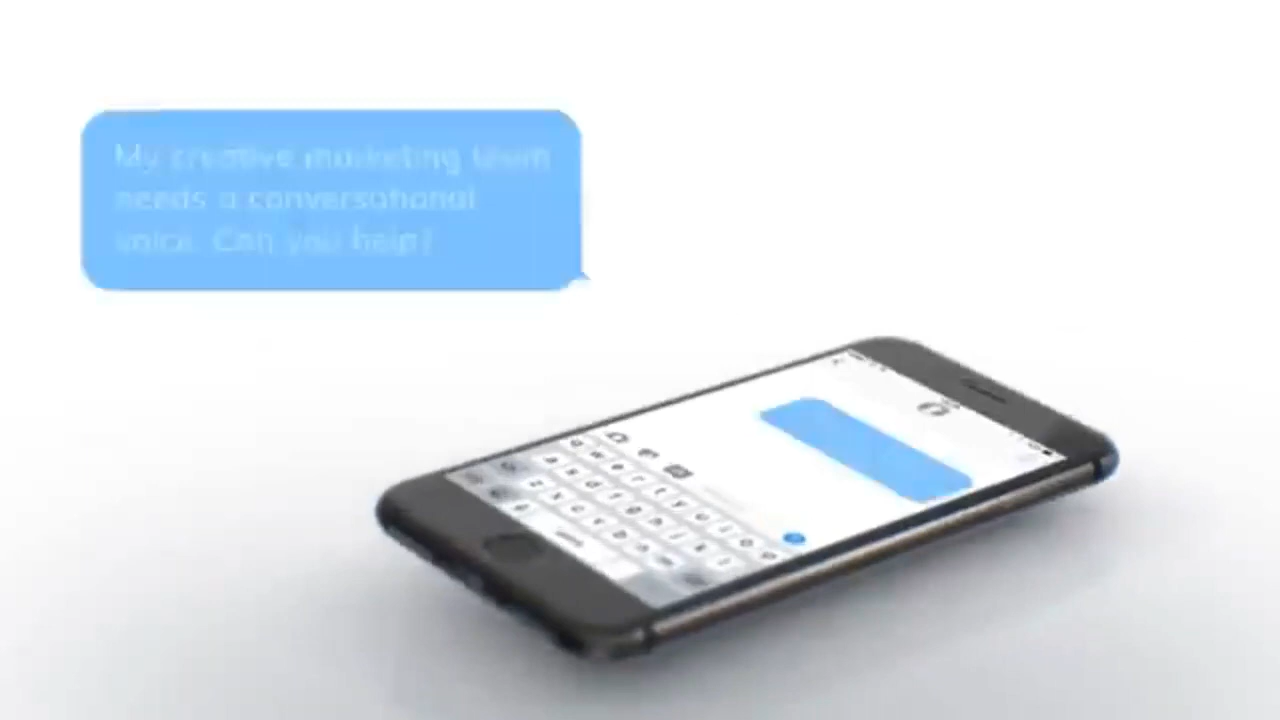 My creative marketing team
needs a conversational
voice. Can you help?